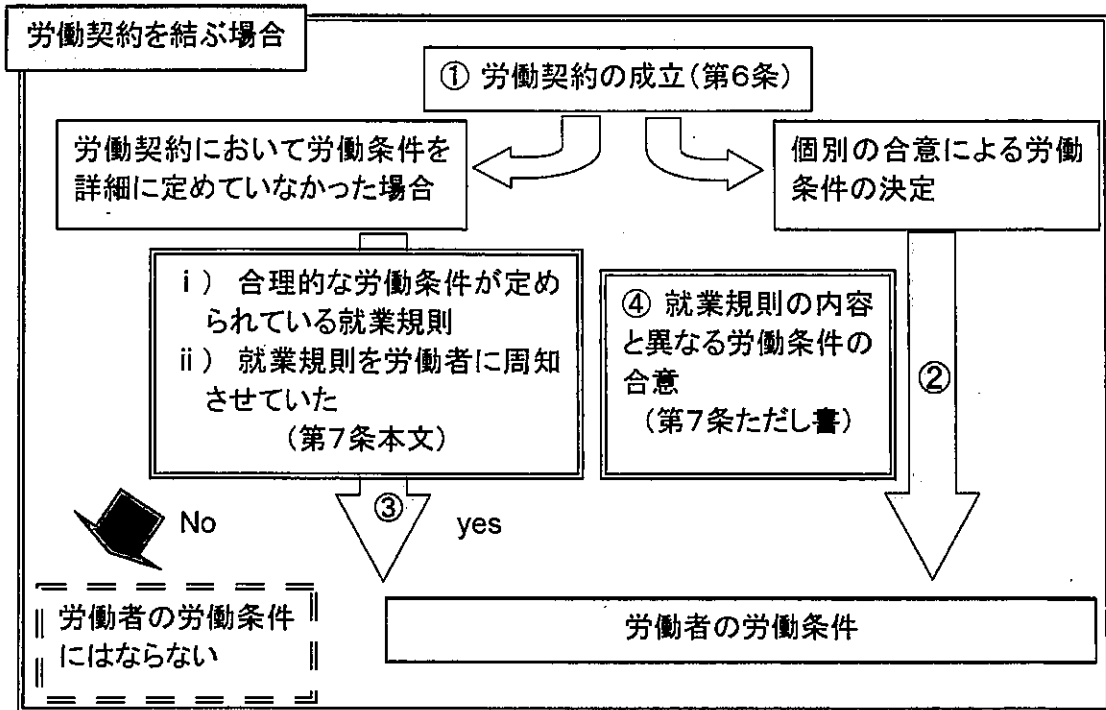 労働契約を結ぶ場合
① 労働契約の成立(第6条)
労働契約において労働条件を
詳細に定めていなかった場合
個別の合意による労働
条件の決定
ⅰ) 合理的な労働条件が定め
られている就業規則
ⅱ) 就業規則を労働者に周知
させていた
(第7条本文)
④ 就業規則の内容
と異なる労働条件の
合意
(第7条ただし書)
②
③
No
yes
労働者の労働条件
にはならない
労働者の労働条件